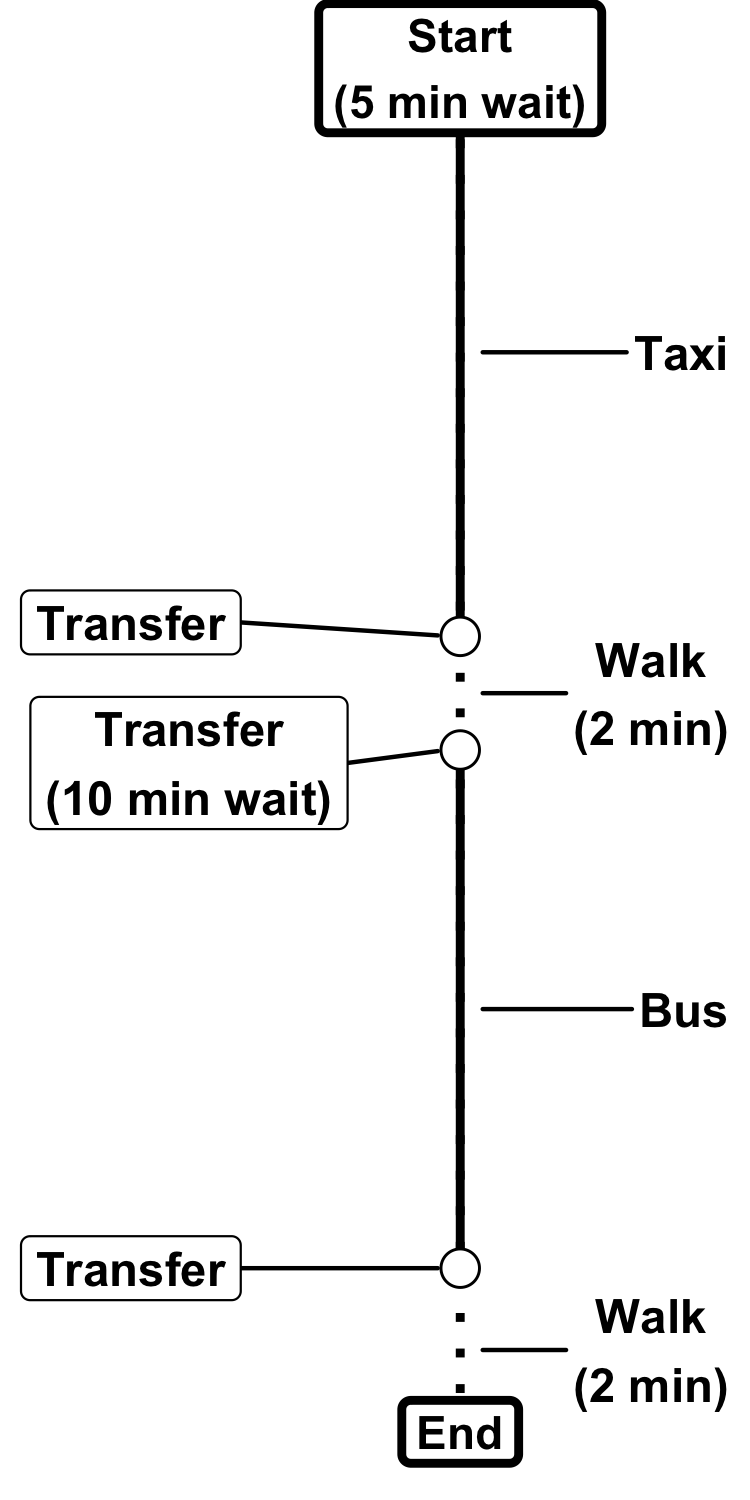 Start
(5 min wait)
Taxi
Transfer
Walk
(2 min)
Transfer
(10 min wait)
Bus
Transfer
Walk
(2 min)
End